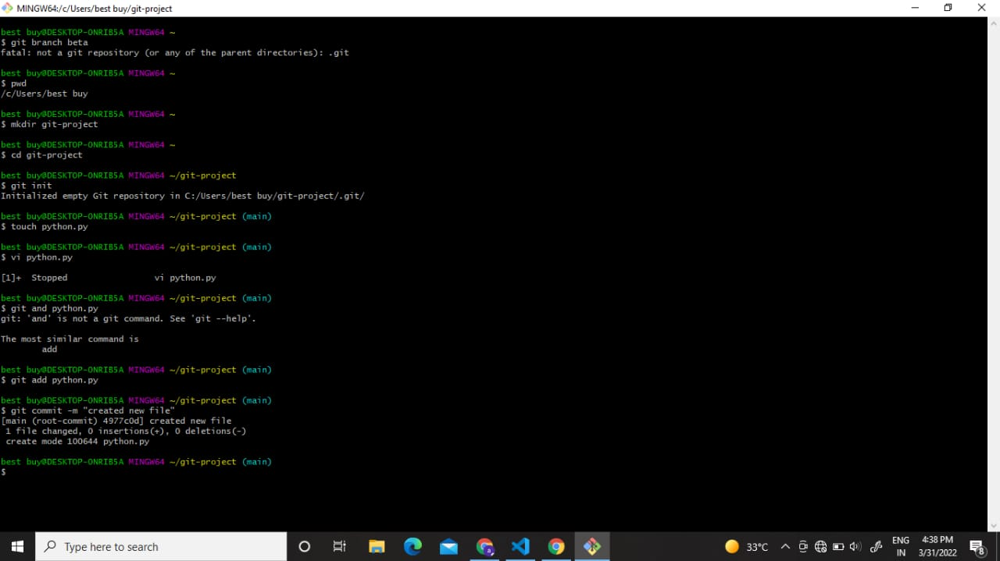 MINGW64:/c/Users/best buy/git-project
best buy@DESKTOP-ONRIB5A MINGW64 ~
$ git branch beta
fatal: not a git repository (or any of the parent directories): .git
best buy@DESKTOP-ONRIB5A MINGW64 ~
$ pwd
/c/Users/best buy
best buy@DESKTOP-ONRIB5A MINGW64 ~
$ mkdir git-project
best buy@DESKTOP-ONRIB5A MINGW64 ~
$ cd git-project
best buy@DESKTOP-ONRIB5A MINGW64 ~/git-project
$ git init
Initialized empty Git repository in C:/Users/best buy/git-project/.git/
best buy@DESKTOP-ONRIB5A MINGW64 ~/git-project (main)
$ touch python.py
best buy@DESKTOP-ONRIB5A MINGW64 ~/git-project (main)
$ vi python.py
[1]+  Stopped                 vi python.py
best buy@DESKTOP-ONRIB5A MINGW64 ~/git-project (main)
$ git and python.py
git: 'and' is not a git command. See 'git --help'.
The most similar command is
        add
best buy@DESKTOP-ONRIB5A MINGW64 ~/git-project (main)
$ git add python.py
best buy@DESKTOP-ONRIB5A MINGW64 ~/git-project (main)
$ git commit -m "created new file"
[main (root-commit) 4977c0d] created new file
 1 file changed, 0 insertions(+), 0 deletions(-)
 create mode 100644 python.py
best buy@DESKTOP-ONRIB5A MINGW64 ~/git-project (main)
$
Type here to search
a
33°C
ENG
IN
4:38 PM
3/31/2022
8